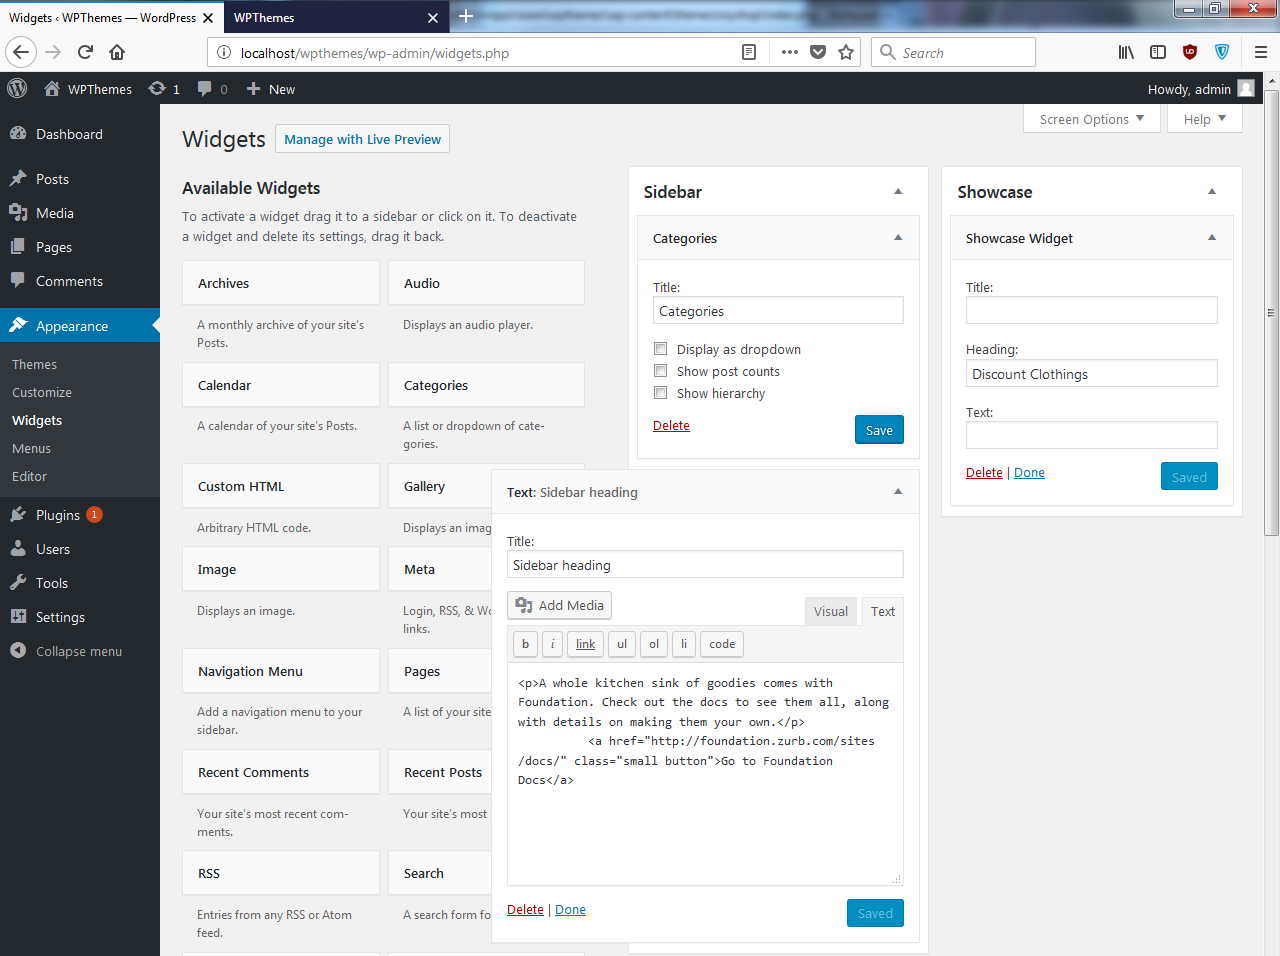 Widgets ‹ WPThemes — WordPress
WPThemes
localhost/wpthemes/wp-admin/widgets.php
Search
WPThemes
1
0
New
Howdy, admin
Dashboard
Posts
Media
Pages
Comments
Appearance
Themes
Customize
Widgets
Menus
Editor
Plugins 1
Users
Tools
Settings
Collapse menu
Screen Options
Help
Widgets
Manage with Live Preview
Available Widgets
To activate a widget drag it to a sidebar or click on it. To deactivate
a widget and delete its settings, drag it back.
Archives
A monthly archive of your site’s
Posts.
Audio
Displays an audio player.
Calendar
A calendar of your site’s Posts.
Categories
A list or dropdown of cate-
gories.
Custom HTML
Arbitrary HTML code.
Gallery
Displays an imag
Image
Displays an image.
Meta
Login, RSS, & Wo
links.
Navigation Menu
Add a navigation menu to your
sidebar.
Pages
A list of your site
Recent Comments
Your site’s most recent com-
ments.
Recent Posts
Your site’s most
RSS
Entries from any RSS or Atom
feed.
Search
A search form fo
Sidebar
Categories
Title:
Categories
Display as dropdown
Show post counts
Show hierarchy
Delete
Save
Text: Sidebar heading
Title:
Sidebar heading
Add Media
Visual
Text
b
i
link
ul
ol
li
code
<p>A whole kitchen sink of goodies comes with
Foundation. Check out the docs to see them all, along
with details on making them your own.</p>
<a href="http://foundation.zurb.com/sites
/docs/" class="small button">Go to Foundation
Docs</a>
Delete | Done
Saved
Showcase
Showcase Widget
Title:
Heading:
Discount Clothings
Text:
Delete | Done
Saved